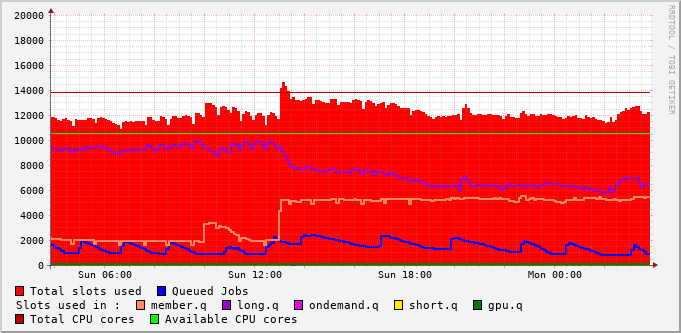 20000
18000
16000
14000
12000
10000
8000
6000
4000
2000
0
Sun 06:00 Sun 12:00 Sun 18:00 Mon 00:00
Total slots used Queued Jobs
Slots used in : member.q long.q ondemand.q short.q gpu.q
Total CPU cores Available CPU cores
RRDTOOL / TOBI OETIKER